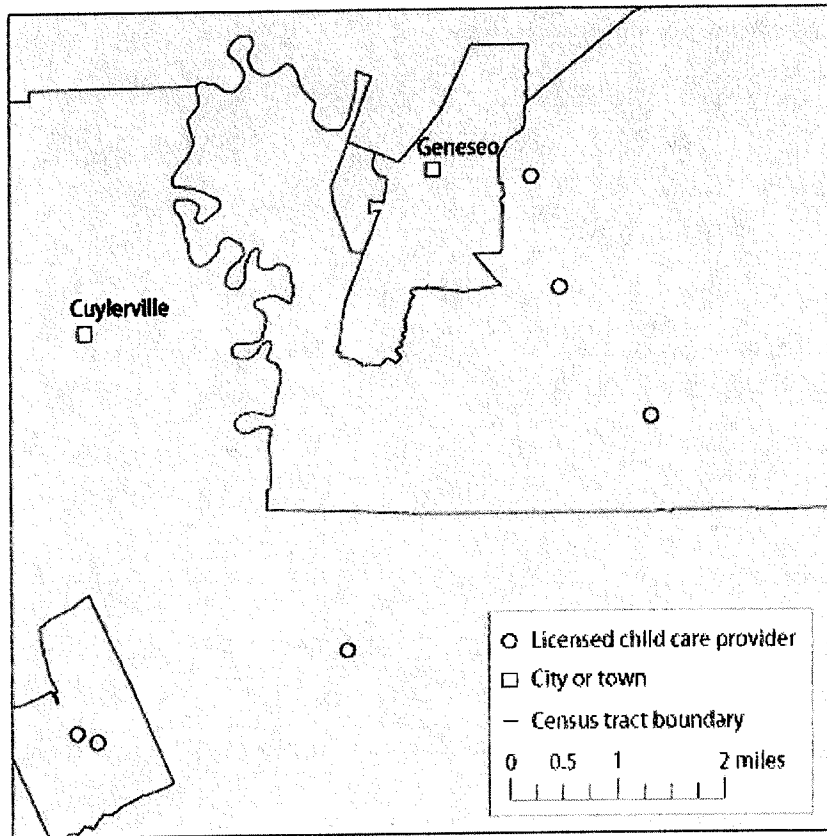 Geneseo
Cuylerville
Licensed child care provider
City or town
Census tract boundary
0 0.5 1 2 miles